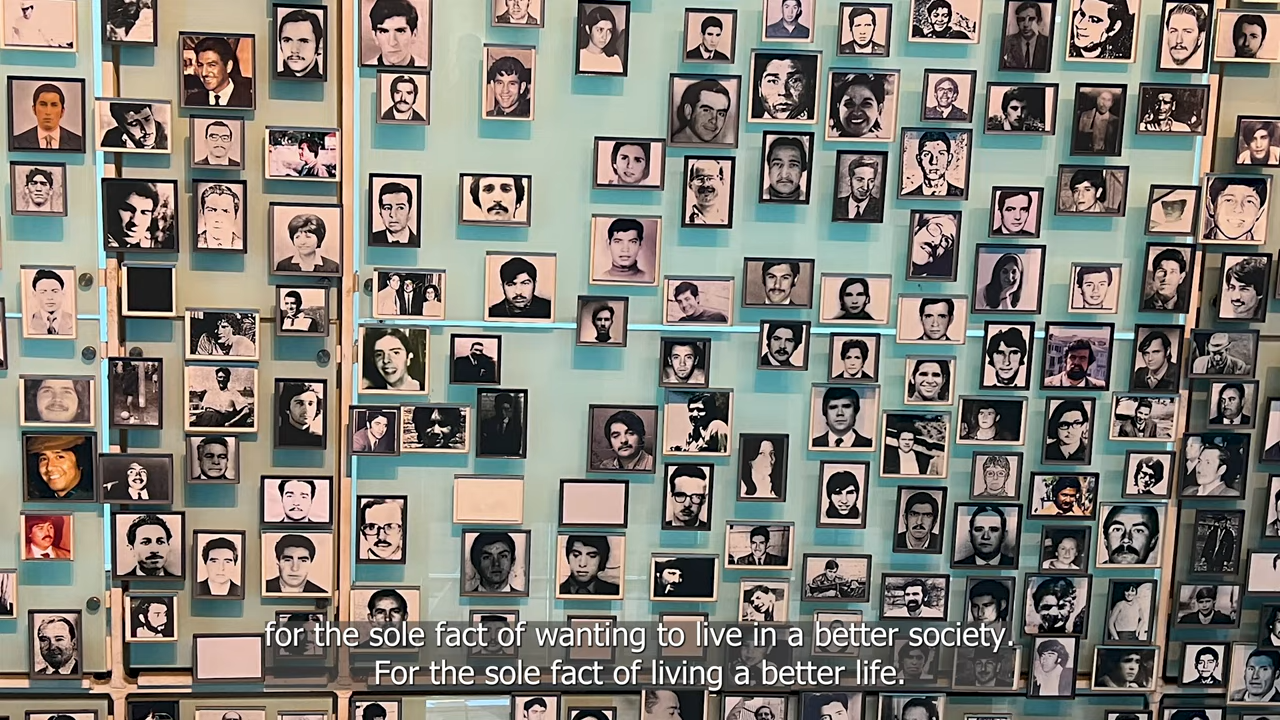 for the sole fact of wanting to live in a better society.
For the sole fact of living a better life.